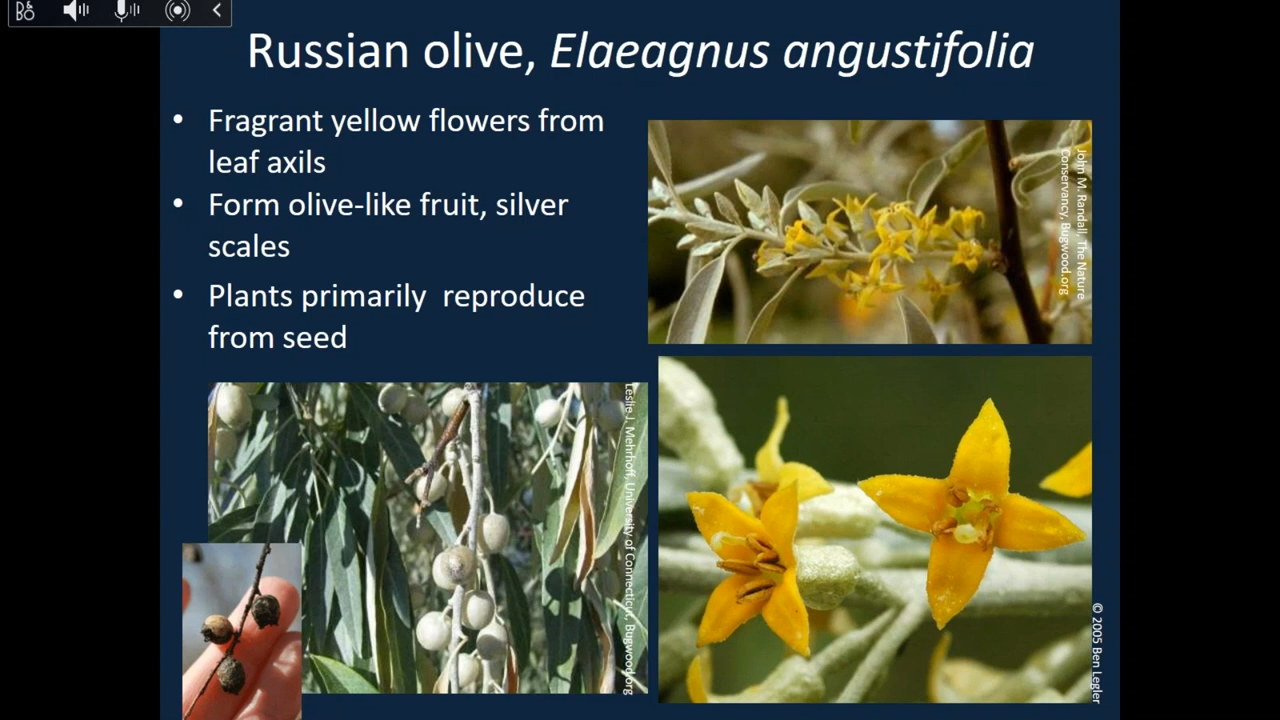 Russian olive, Elaeagnus angustifolia
• Fragrant yellow flowers from
leaf axils
• Form olive-like fruit, silver
scales
• Plants primarily  reproduce
from seed
John M. Randall, The Nature
Conservancy, Bugwood.org
Leslie J. Mehrhoff, University of Connecticut, Bugwood.org
© 2005 Ben Legler